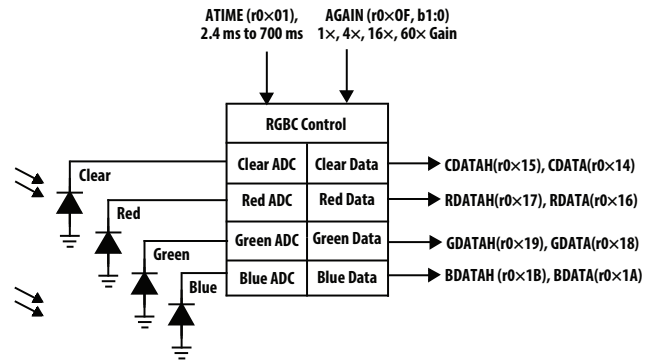 ATIME (r0×01),
2.4 ms to 700 ms
AGAIN (r0×0F, b1:0)
1×, 4×, 16×, 60× Gain
RGBC Control
Clear ADC
Clear Data
CDATAH(r0×15), CDATA(r0×14)
Clear
Red ADC
Red Data
RDATAH(r0×17), RDATA(r0×16)
Red
Green ADC
Green Data
GDATAH(r0×19), GDATA(r0×18)
Green
Blue ADC
Blue Data
BDATAH (r0×1B), BDATA(r0×1A)
Blue